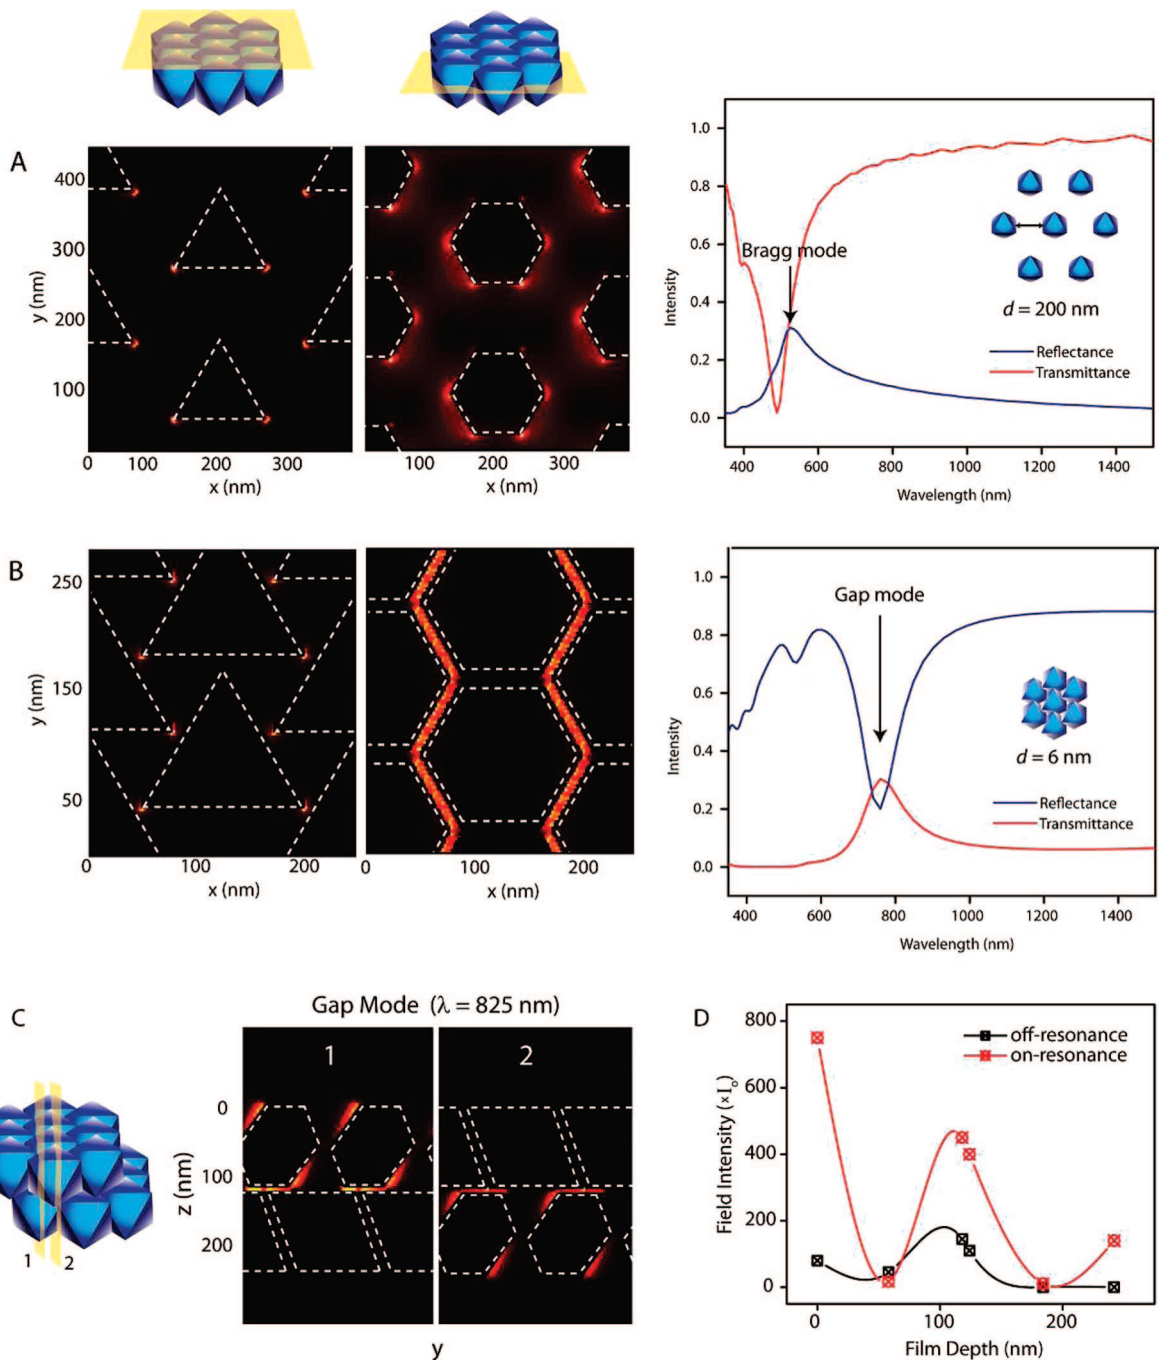 A
400
300
200
100
y (nm)
0
100
200
300
x (nm)
100
200
300
x (nm)
1.0
0.8
0.6
0.4
0.2
0.0
Intensity
Bragg mode
d = 200 nm
Reflectance
Transmittance
400
600
800
1000
1200
1400
Wavelength (nm)
B
250
150
50
y (nm)
0
100
200
x (nm)
0
100
200
x (nm)
1.0
0.8
0.6
0.4
0.2
0.0
Intensity
Gap mode
d = 6 nm
Reflectance
Transmittance
400
600
800
1000
1200
1400
Wavelength (nm)
C
Gap Mode (λ = 825 nm)
1
2
0
100
200
z (nm)
1
2
y
D
800
600
400
200
0
Field Intensity (× I₀)
off-resonance
on-resonance
0
100
200
Film Depth (nm)